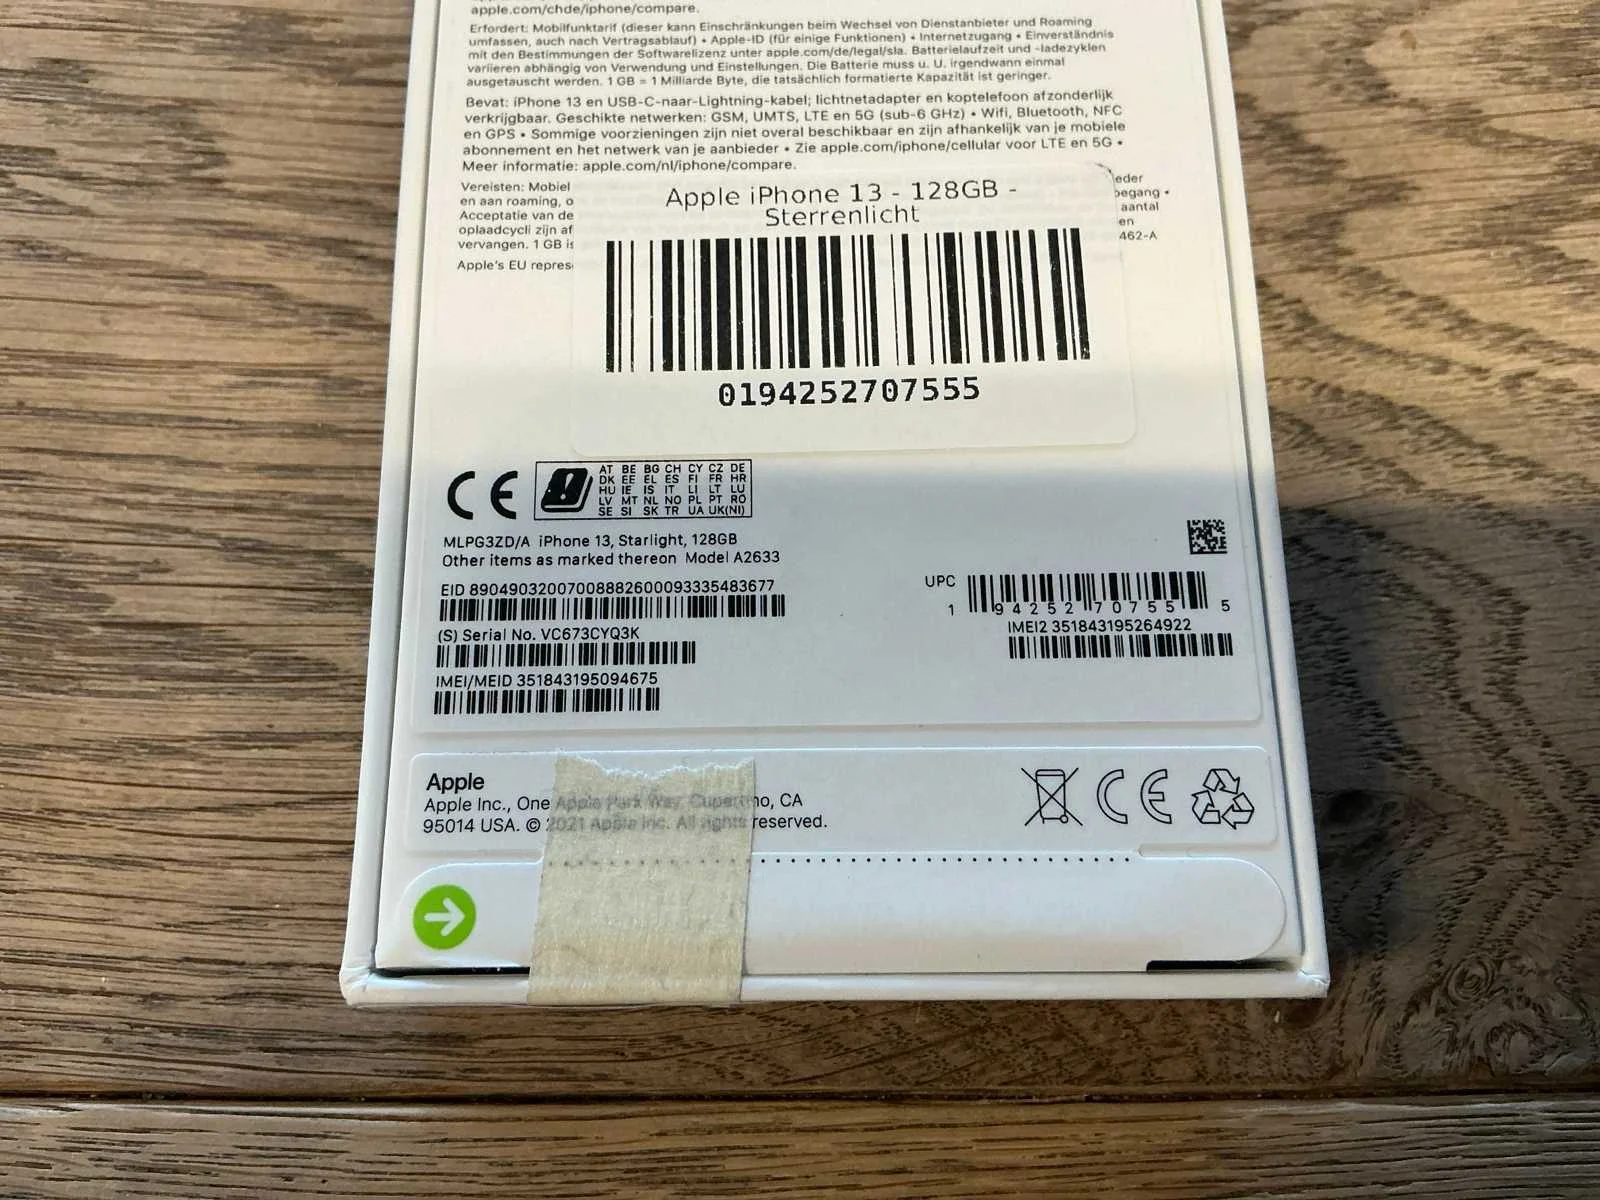 apple.com/chde/iphone/compare.
Erfordert: Mobilfunktarif (dieser kann Einschränkungen beim Wechsel von Dienstanbieter und Roaming
umfassen, auch nach Vertragsablauf) • Apple-ID (für einige Funktionen) • Internetzugang • Einverständnis
mit den Bestimmungen der Softwarelizenz unter apple.com/de/legal/sla. Batterielaufzeit und -ladezyklen
variieren abhängig von Verwendung und Einstellungen. Die Batterie muss u. U. irgendwann einmal
ausgetauscht werden. 1 GB = 1 Milliarde Byte, die tatsächlich formatierte Kapazität ist geringer.
Bevat: iPhone 13 en USB-C-naar-Lightning-kabel; lichtnetadapter en koptelefoon afzonderlijk
verkrijgbaar. Geschikte netwerken: GSM, UMTS, LTE en 5G (sub-6 GHz) • Wifi, Bluetooth, NFC
en GPS • Sommige voorzieningen zijn niet overal beschikbaar en zijn afhankelijk van je mobiele
abonnement en het netwerk van je aanbieder • Zie apple.com/iphone/cellular voor LTE en 5G •
Meer informatie: apple.com/nl/iphone/compare.
Vereisten: Mobiel eder
en aan roaming, o egang •
Acceptatie van de aantal
oplaadcycli zijn af en
vervangen. 1 GB is 462-A
Apple's EU repres
Apple iPhone 13 - 128GB -
Sterrenlicht
0194252707555
CE
AT BE BG CH CY CZ DE
DK EE EL ES FI FR HR
HU IE IS IT LI LT LU
LV MT NL NO PL PT RO
SE SI SK TR UA UK(NI)
MLPG3ZD/A iPhone 13, Starlight, 128GB
Other items as marked thereon Model A2633
EID 89049032007008882600093335483677
UPC
1 94252 70755 5
(S) Serial No. VC673CYQ3K
IMEI2 351843195264922
IMEI/MEID 351843195094675
Apple
Apple Inc., One Apple Park Way, Cupertino, CA
95014 USA. © 2021 Apple Inc. All rights reserved.
CE